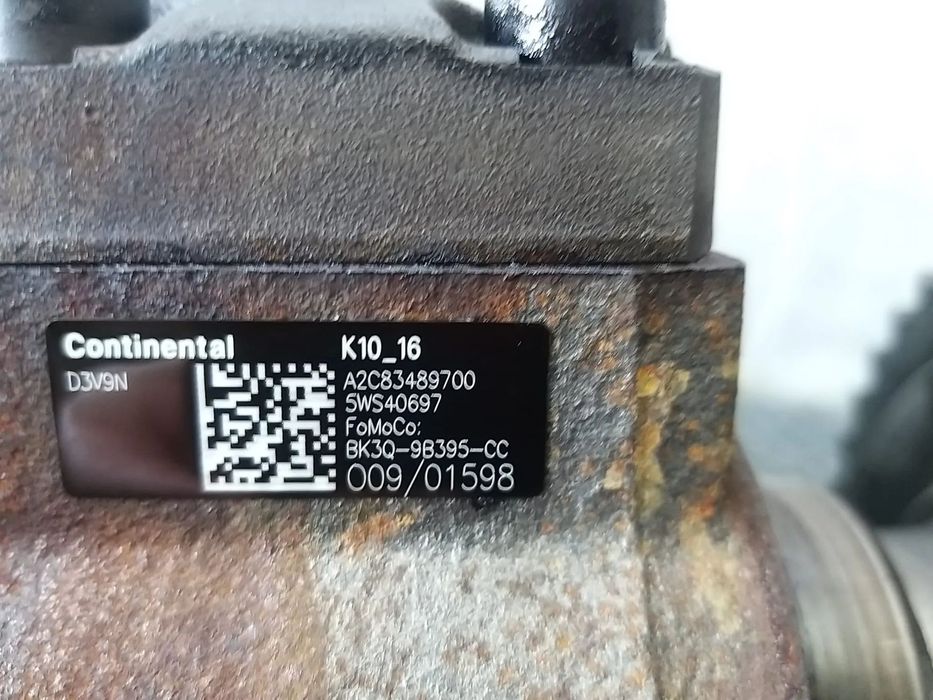 Continental K10_16
D3V9N A2C83489700
5WS40697
FoMoCo:
BK3Q-9B395-CC
009/01598